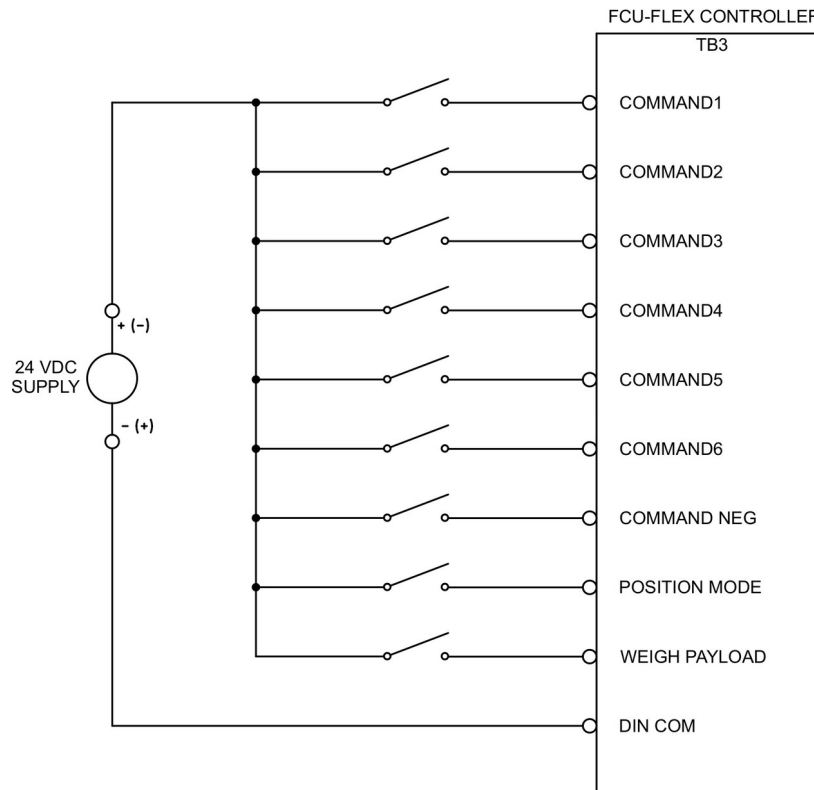 FCU-FLEX CONTROLLER
TB3
COMMAND1
COMMAND2
COMMAND3
COMMAND4
+ (−)
24 VDC
SUPPLY
COMMAND5
− (+)
COMMAND6
COMMAND NEG
POSITION MODE
WEIGH PAYLOAD
DIN COM